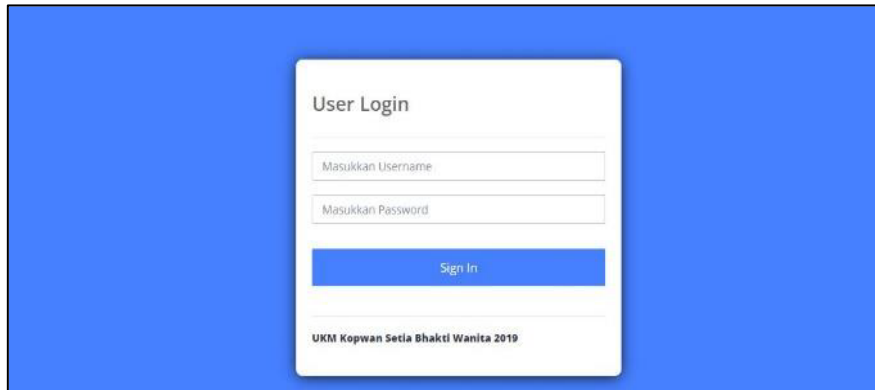 User Login
Masukkan Username
Masukkan Password
Sign In
UKM Kopwan Setia Bhakti Wanita 2019